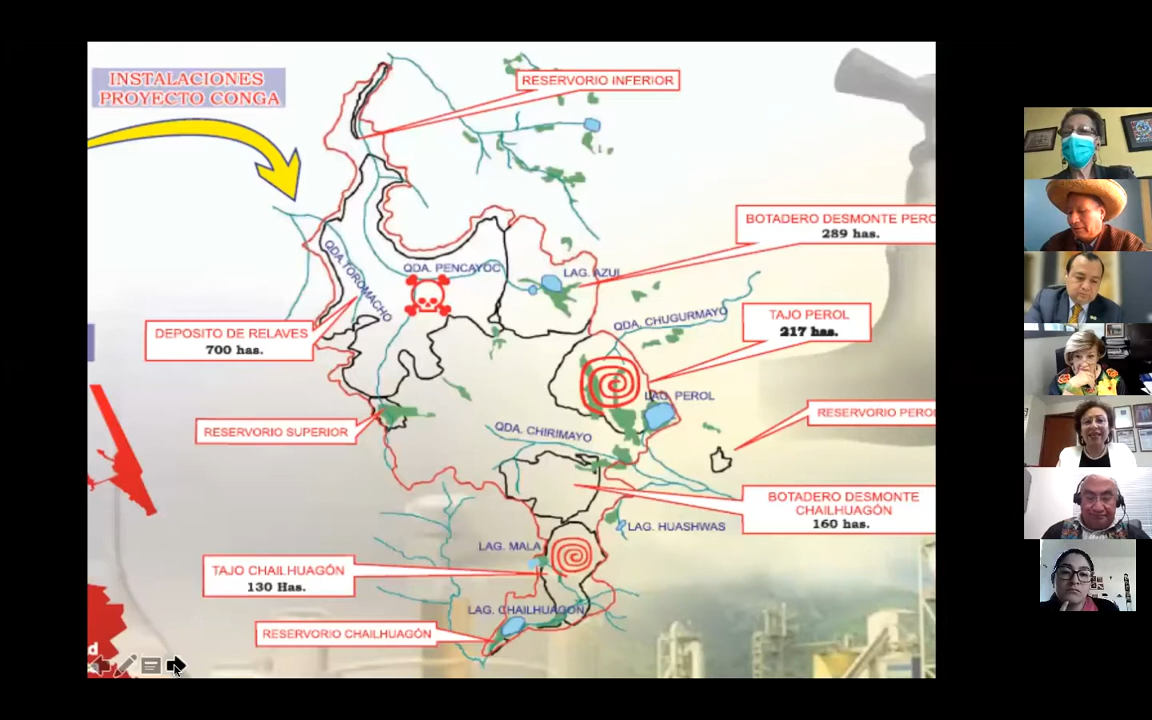 INSTALACIONES
PROYECTO CONGA
RESERVORIO INFERIOR
BOTADERO DESMONTE PERO
289 has.
QDA. TOROMACHO
QDA. PENCAYOC
LAG. AZUL
QDA. CHUGURMAYO
TAJO PEROL
217 has.
DEPOSITO DE RELAVES
700 has.
LAG. PEROL
RESERVORIO PERO
RESERVORIO SUPERIOR
QDA. CHIRIMAYO
BOTADERO DESMONTE
CHAILHUAGÓN
160 has.
LAG. HUASHWAS
LAG. MALA
TAJO CHAILHUAGÓN
130 Has.
LAG. CHAILHUAGON
RESERVORIO CHAILHUAGÓN
d